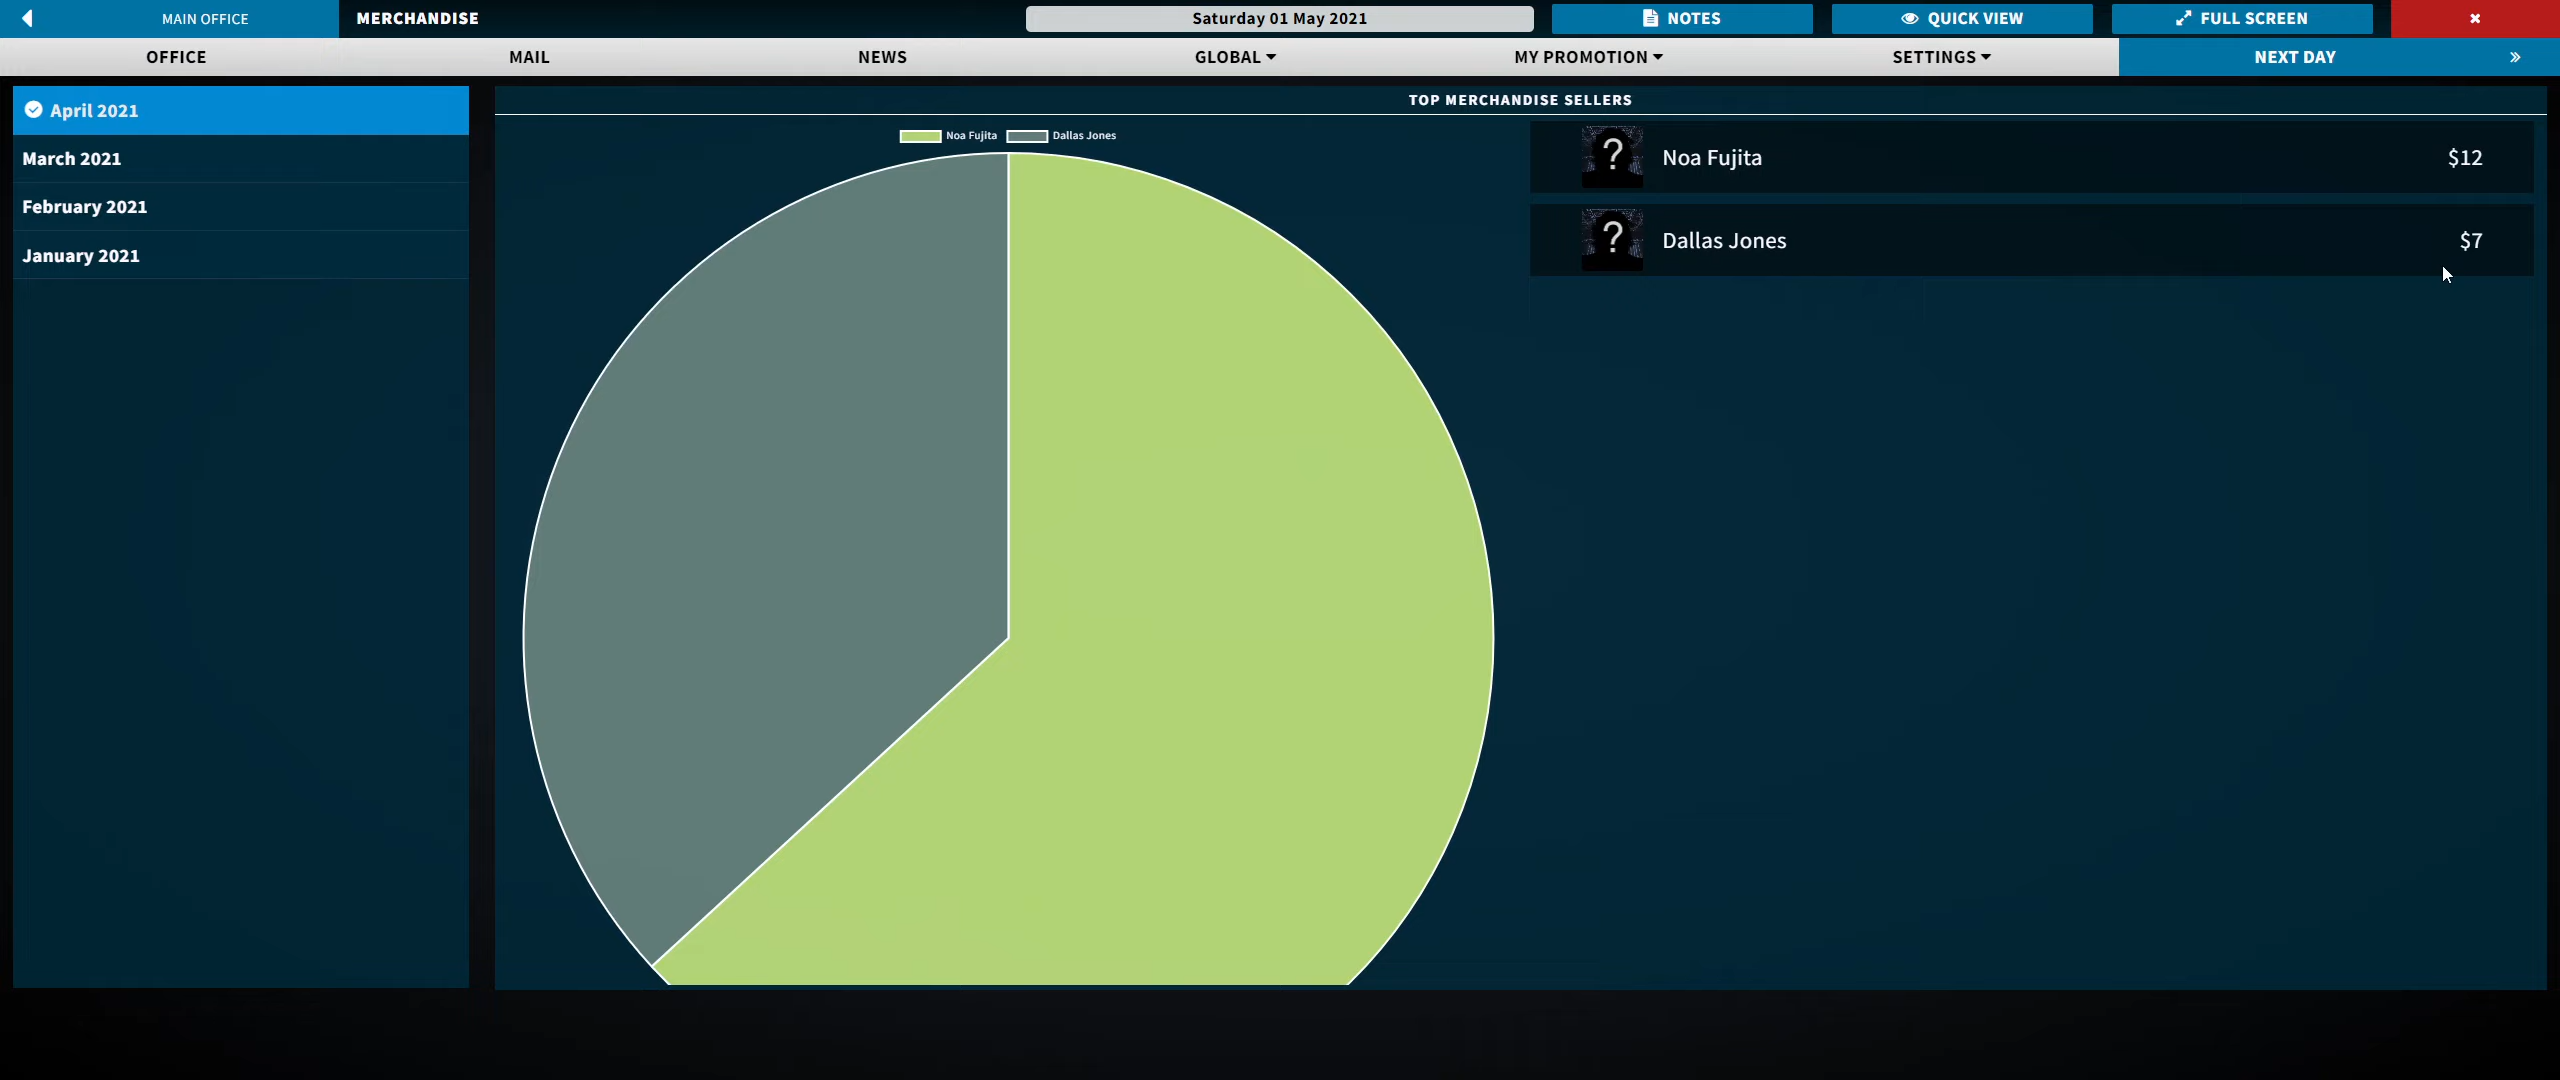 MAIN OFFICE
MERCHANDISE
Saturday 01 May 2021
NOTES
QUICK VIEW
FULL SCREEN
OFFICE
MAIL
NEWS
GLOBAL
MY PROMOTION
SETTINGS
NEXT DAY
April 2021
March 2021
February 2021
January 2021
TOP MERCHANDISE SELLERS
Noa Fujita
Dallas Jones
? Noa Fujita $12
? Dallas Jones $7